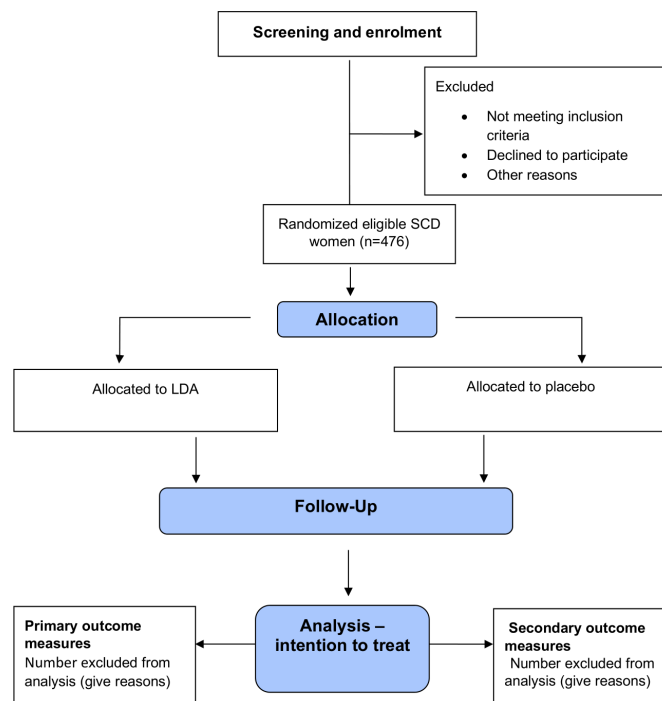 Screening and enrolment
Excluded
• Not meeting inclusion
criteria
• Declined to participate
• Other reasons
Randomized eligible SCD
women (n=476)
Allocation
Allocated to LDA
Allocated to placebo
Follow-Up
Analysis –
intention to treat
Primary outcome
measures
Number excluded from
analysis (give reasons)
Secondary outcome
measures
Number excluded from
analysis (give reasons)